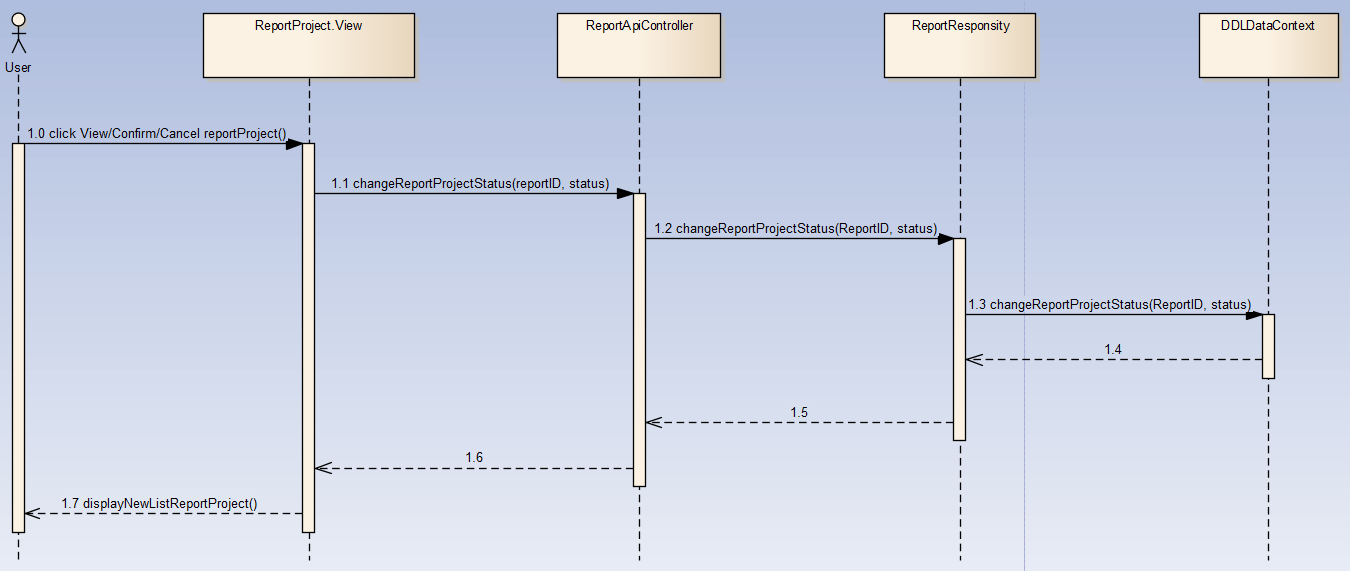 User
ReportProject.View
ReportApiController
ReportResponsity
DDLDataContext
1.0 click View/Confirm/Cancel reportProject()
1.1 changeReportProjectStatus(reportID, status)
1.2 changeReportProjectStatus(ReportID, status)
1.3 changeReportProjectStatus(ReportID, status)
1.4
1.5
1.6
1.7 displayNewListReportProject()